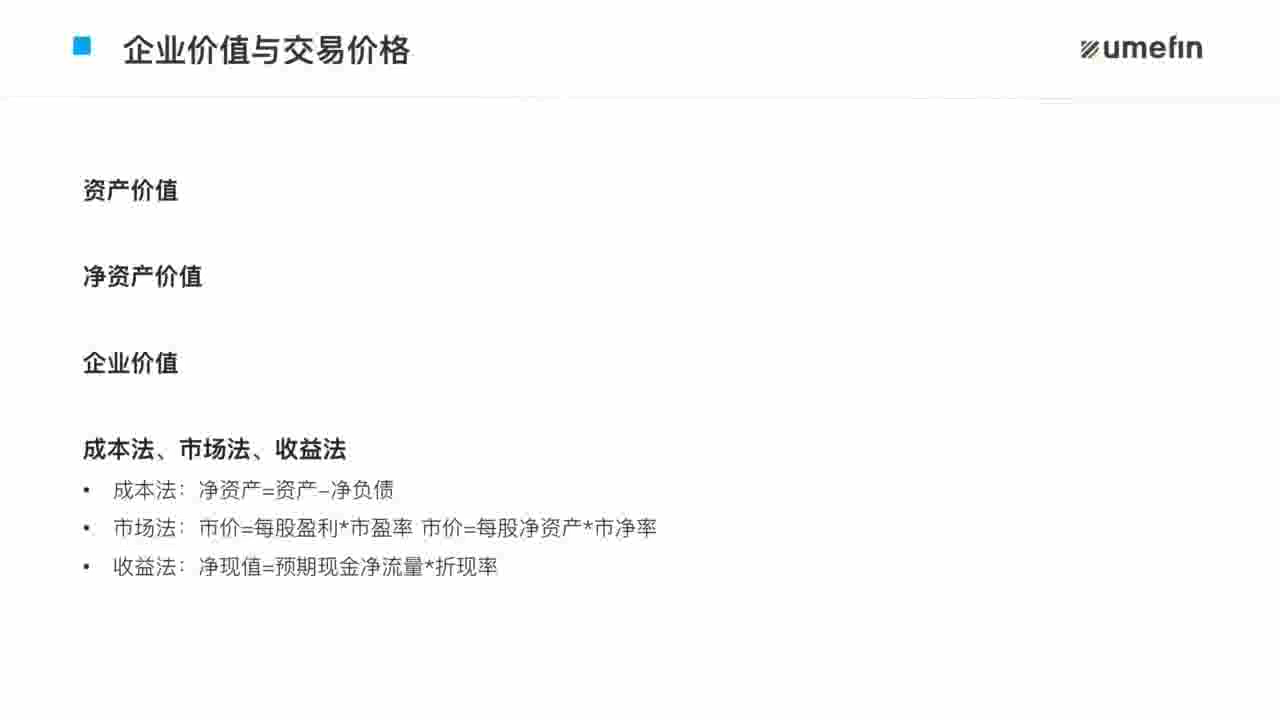 企业价值与交易价格
umefin
资产价值
净资产价值
企业价值
成本法、市场法、收益法
• 成本法：净资产=资产-净负债
• 市场法：市价=每股盈利*市盈率 市价=每股净资产*市净率
• 收益法：净现值=预期现金净流量*折现率